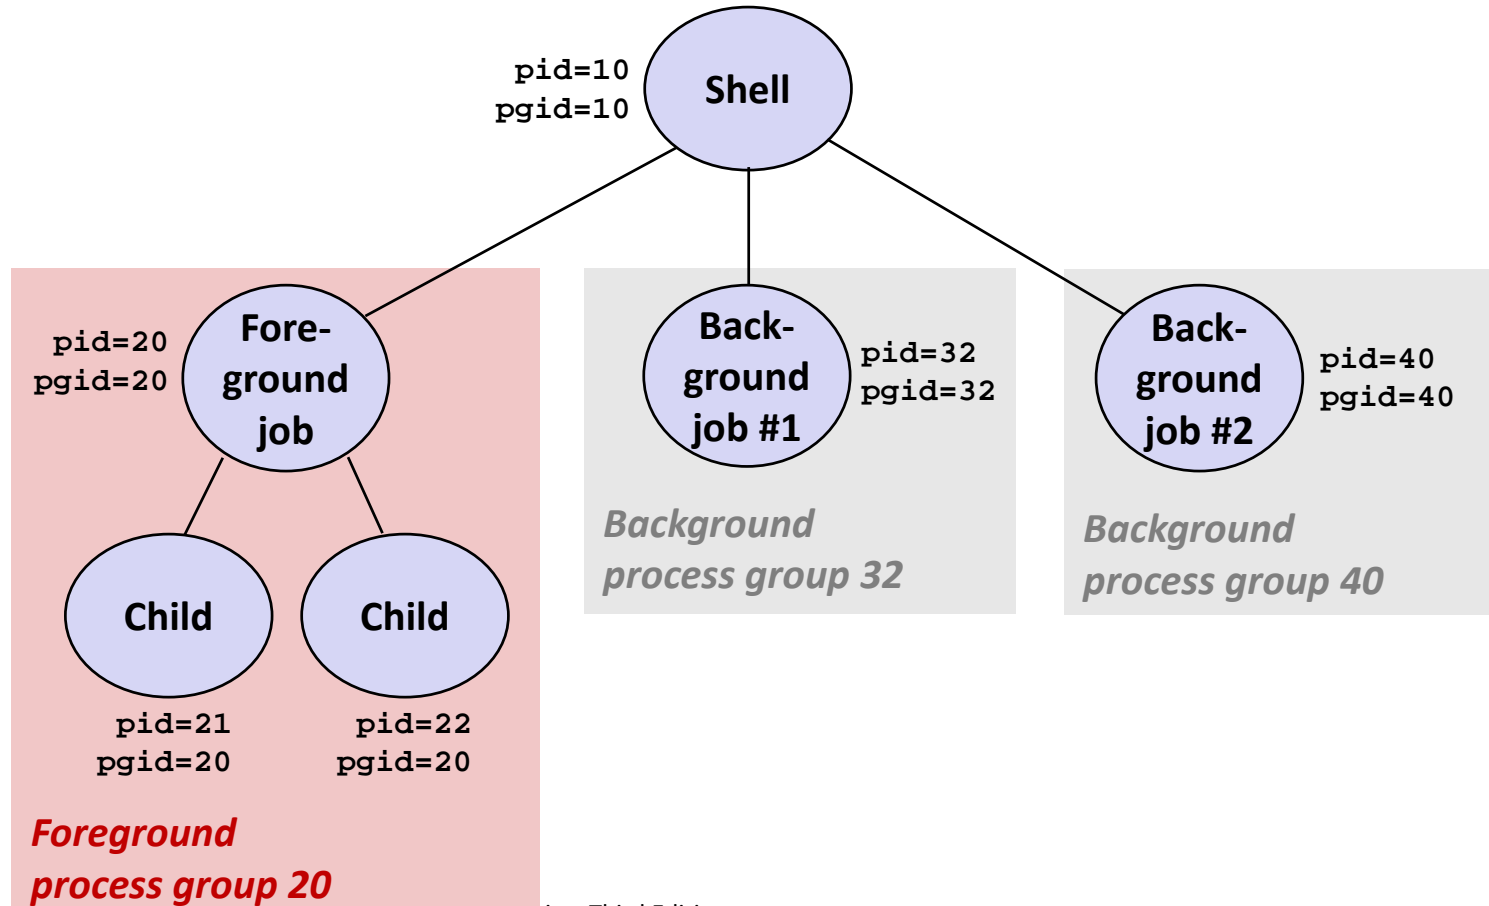 pid=10
pgid=10
Shell
pid=20
pgid=20
Fore-
ground
job
Back-
ground
job #1
pid=32
pgid=32
Back-
ground
job #2
pid=40
pgid=40
Background
process group 32
Background
process group 40
Child
Child
pid=21
pgid=20
pid=22
pgid=20
Foreground
process group 20